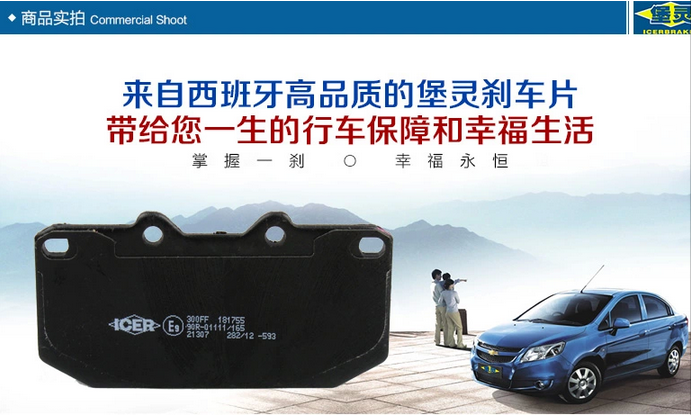 商品实拍 Commercial Shoot
堡灵
ICERBRAKE
来自西班牙高品质的堡灵刹车片
带给您一生的行车保障和幸福生活
掌握一刹 ○ 幸福永恒
ICER E9 300FF 181755
90R-01111/165
21307 282/12 -593